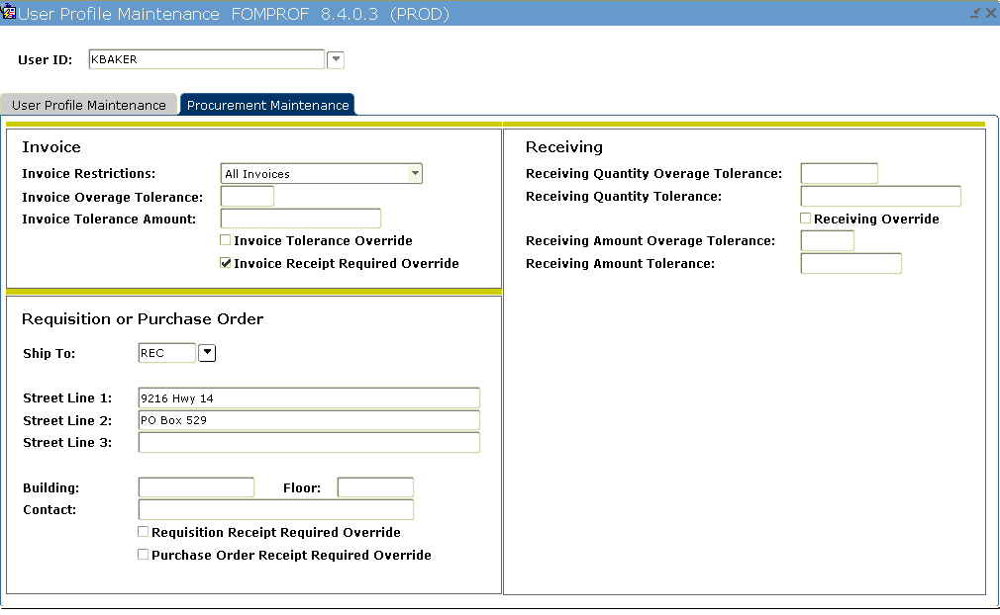 User Profile Maintenance FOMPROF 8.4.0.3 (PROD)
User ID: KBAKER
User Profile Maintenance Procurement Maintenance
Invoice
Invoice Restrictions: All Invoices
Invoice Overage Tolerance:
Invoice Tolerance Amount:
Invoice Tolerance Override
Invoice Receipt Required Override
Receiving
Receiving Quantity Overage Tolerance:
Receiving Quantity Tolerance:
Receiving Override
Receiving Amount Overage Tolerance:
Receiving Amount Tolerance:
Requisition or Purchase Order
Ship To: REC
Street Line 1: 9216 Hwy 14
Street Line 2: PO Box 529
Street Line 3:
Building: Floor:
Contact:
Requisition Receipt Required Override
Purchase Order Receipt Required Override